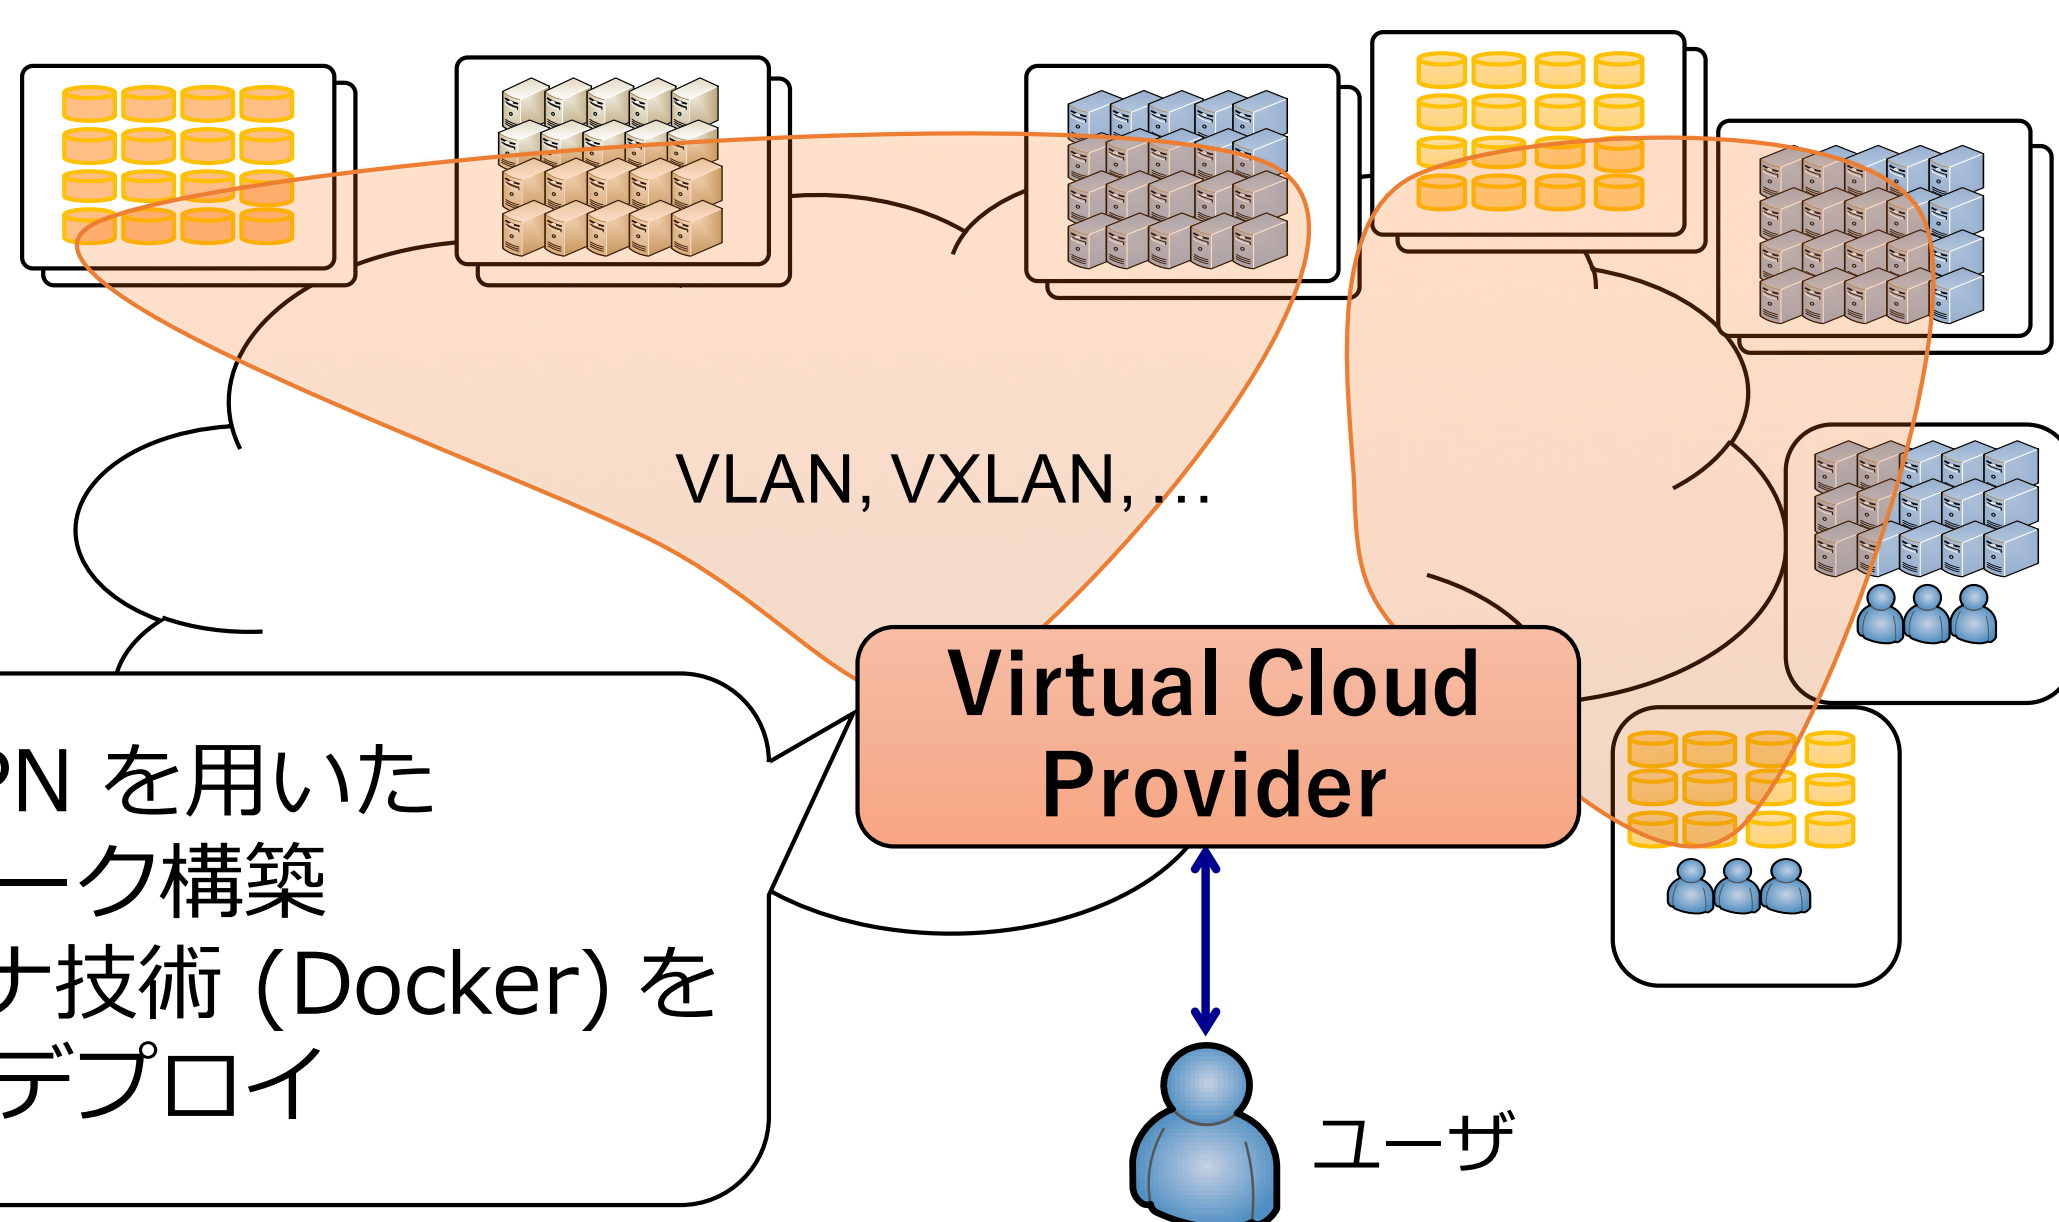 VLAN, VXLAN, …
Virtual Cloud
Provider
PN を用いた
ーク構築
ナ技術 (Docker) を
デプロイ
ユーザ